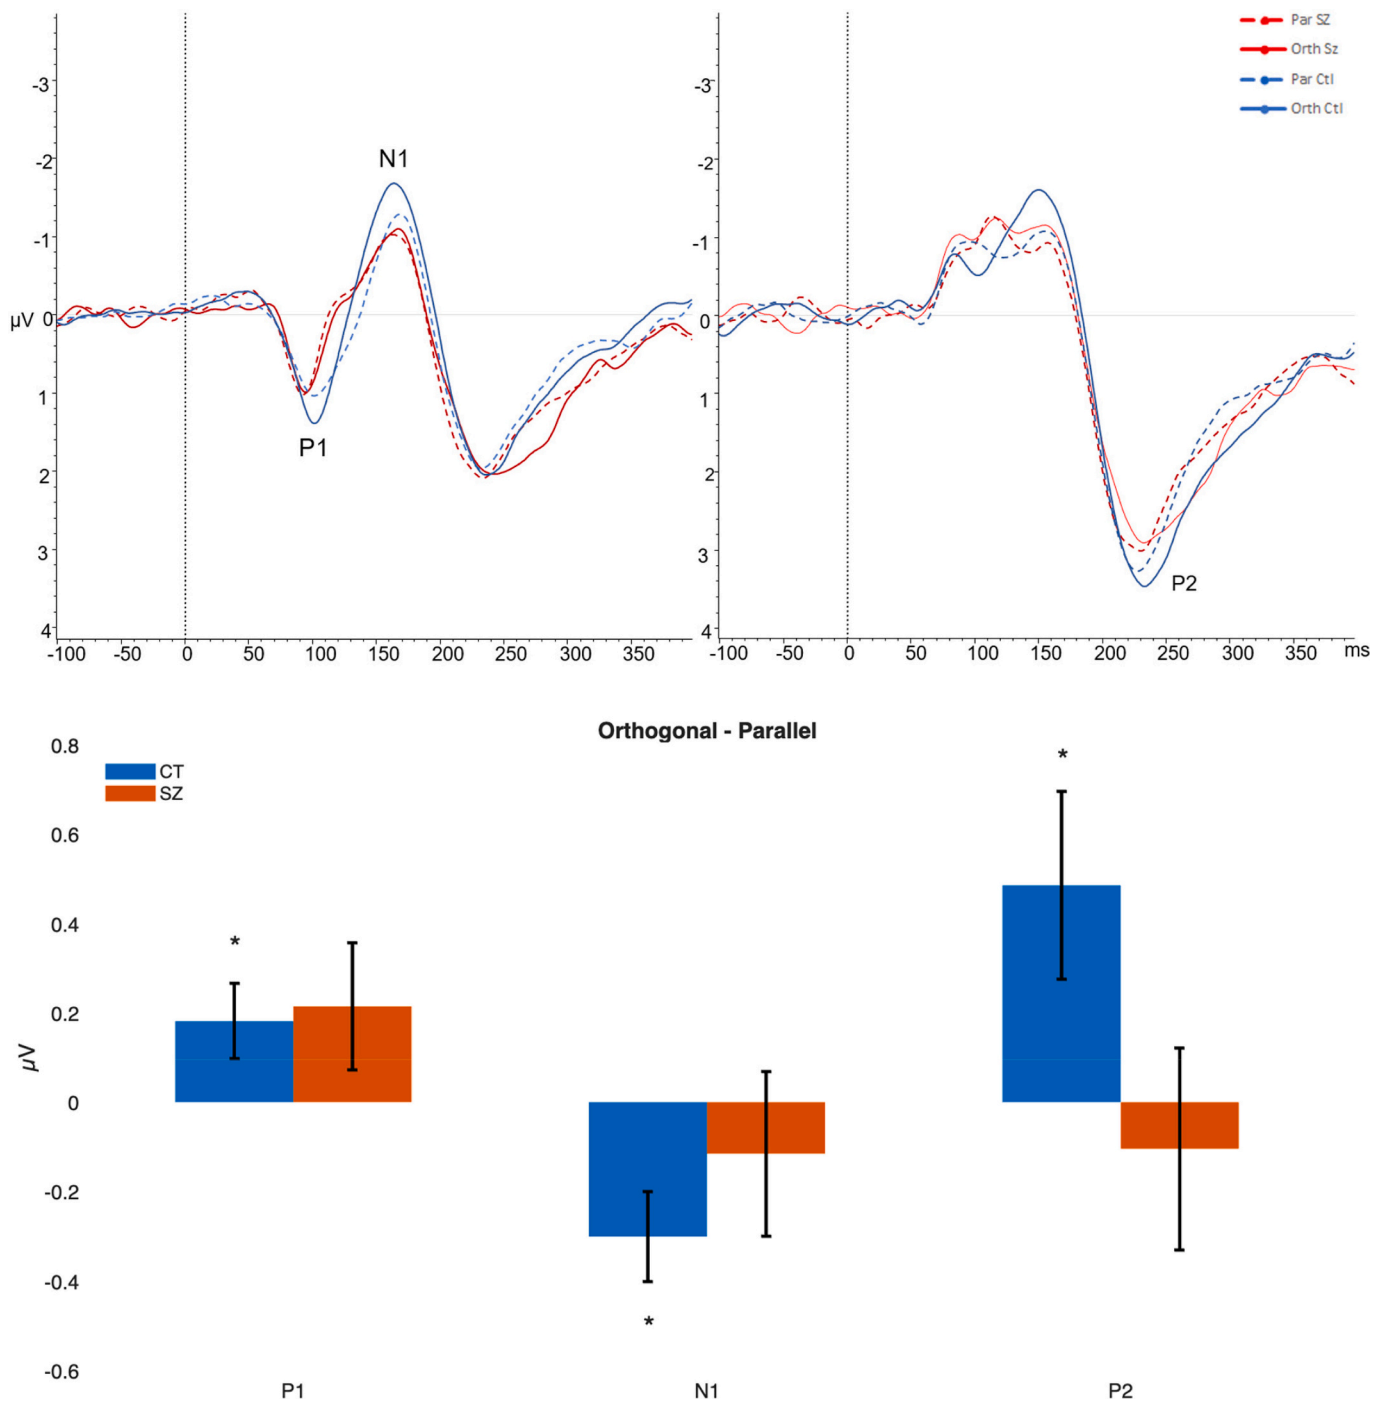 Par SZ
Orth Sz
Par Ctl
Orth Ctl
-3
-2
-1
µV 0
1
2
3
4
N1
P1
-100 -50 0 50 100 150 200 250 300 350
-3
-2
-1
0
1
2
3
4
P2
-100 -50 0 50 100 150 200 250 300 350 ms
Orthogonal - Parallel
CT
SZ
0.8
0.6
0.4
0.2
0
-0.2
-0.4
-0.6
µV
*
*
*
P1 N1 P2